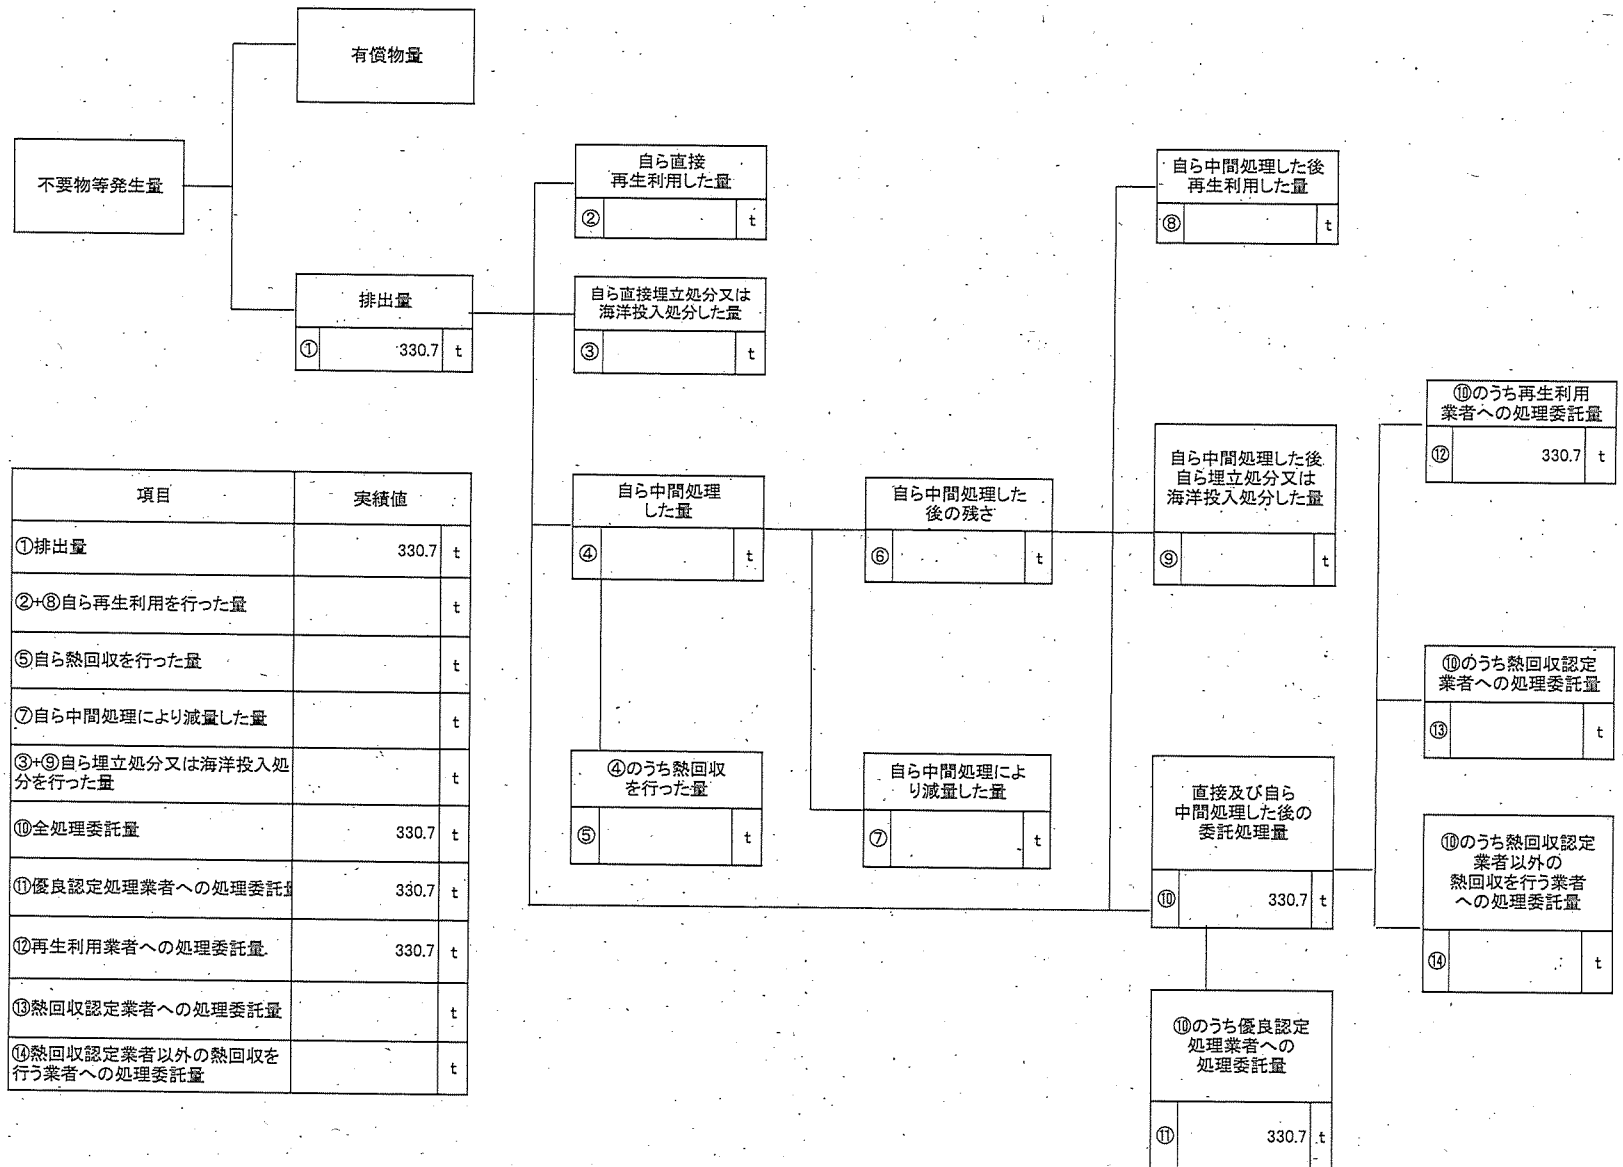 有償物量
不要物等発生量
排出量
① 330.7 t
自ら直接
再生利用した量
② t
自ら直接埋立処分又は
海洋投入処分した量
③ t
自ら中間処理
した量
④ t
④のうち熱回収
を行った量
⑤ t
自ら中間処理した
後の残さ
⑥ t
自ら中間処理によ
り減量した量
⑦ t
自ら中間処理した後
再生利用した量
⑧ t
自ら中間処理した後
自ら埋立処分又は
海洋投入処分した量
⑨ t
直接及び自ら
中間処理した後の
委託処理量
⑩ 330.7 t
⑩のうち優良認定
処理業者への
処理委託量
⑪ 330.7 t
⑩のうち再生利用
業者への処理委託量
⑫ 330.7 t
⑩のうち熱回収認定
業者への処理委託量
⑬ t
⑩のうち熱回収認定
業者以外の
熱回収を行う業者
への処理委託量
⑭ t
項目 実績値
①排出量 330.7 t
②+⑧自ら再生利用を行った量 t
⑤自ら熱回収を行った量 t
⑦自ら中間処理により減量した量 t
③+⑨自ら埋立処分又は海洋投入処
分を行った量 t
⑩全処理委託量 330.7 t
⑪優良認定処理業者への処理委託量 330.7 t
⑫再生利用業者への処理委託量 330.7 t
⑬熱回収認定業者への処理委託量 t
⑭熱回収認定業者以外の熱回収を
行う業者への処理委託量 t